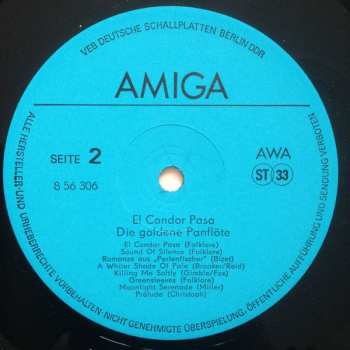 VEB DEUTSCHE SCHALLPLATTEN BERLIN DDR
AMIGA
SEITE 2
AWA
8 56 306
ST 33
El Condor Pasa
Die goldene Panflöte
El Condor Pasa (Folklore)
Sound Of Silence (Folklore)
Romanze aus „Perlenfischer" (Bizet)
A Whiter Shade Of Pale (Brooker/Reid)
Killing Me Softly (Gimble/Fox)
Greensleeves (Folklore)
Moonlight Serenade (Miller)
Prelude (Christoph)
ALLE HERSTELLER-UND URHEBERRECHTE VORBEHALTEN · NICHT GENEHMIGTE ÜBERSPIELUNG, ÖFFENTLICHE AUFFÜHRUNG UND SENDUNG VERBOTEN